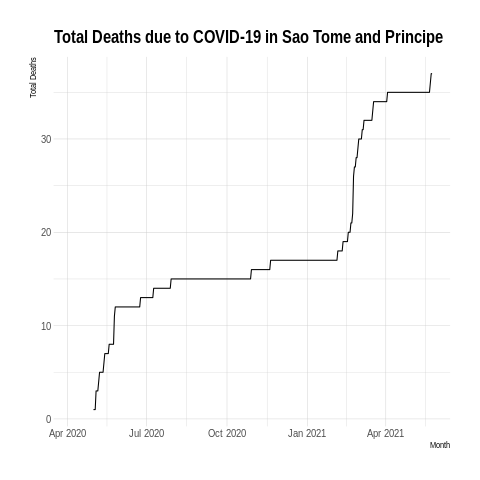 Total Deaths due to COVID-19 in Sao Tome and Principe
Total Deaths
30
20
10
0
Apr 2020 Jul 2020 Oct 2020 Jan 2021 Apr 2021
Month